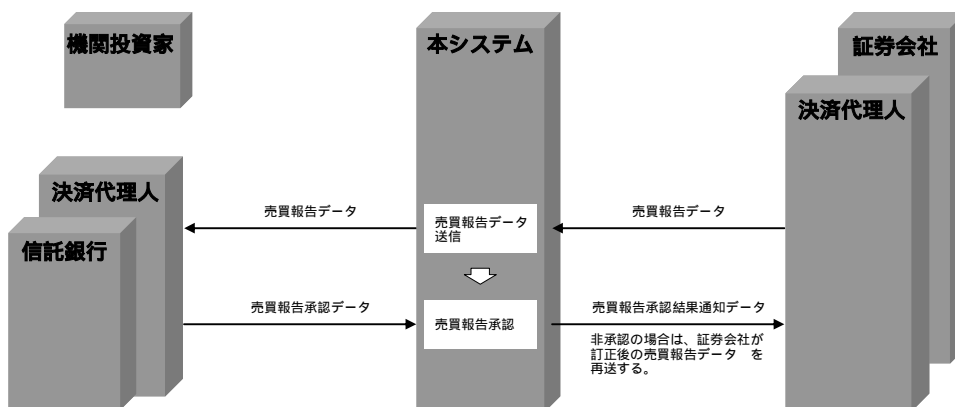 機関投資家
本システム
証券会社
決済代理人
決済代理人
信託銀行
売買報告データ
売買報告データ
送信
売買報告データ
売買報告承認データ
売買報告承認
売買報告承認結果通知データ
非承認の場合は、証券会社が
訂正後の売買報告データ　を
再送する。